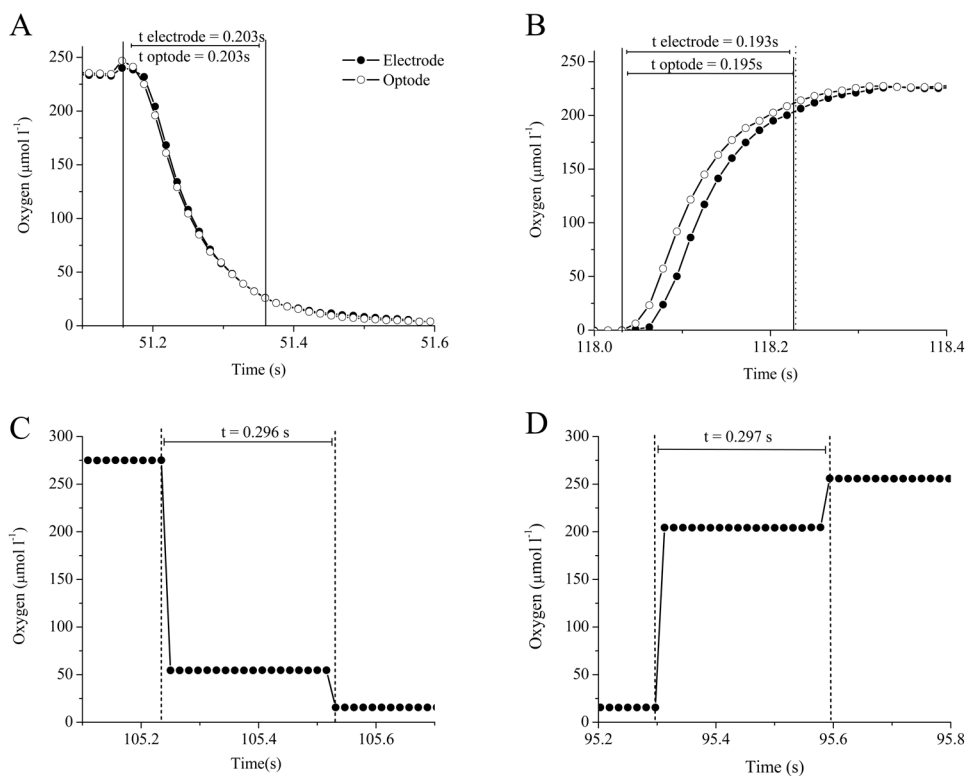 A
t electrode = 0.203s
t optode = 0.203s
Electrode
Optode
250
200
150
100
50
0
Oxygen (µmol l⁻¹)
51.2
51.4
51.6
Time (s)
B
t electrode = 0.193s
t optode = 0.195s
250
200
150
100
50
0
Oxygen (µmol l⁻¹)
118.0
118.2
118.4
Time (s)
C
t = 0.296 s
300
250
200
150
100
50
0
Oxygen (µmol l⁻¹)
105.2
105.4
105.6
Time(s)
D
t = 0.297 s
300
250
200
150
100
50
0
Oxygen (µmol l⁻¹)
95.2
95.4
95.6
95.8
Time (s)